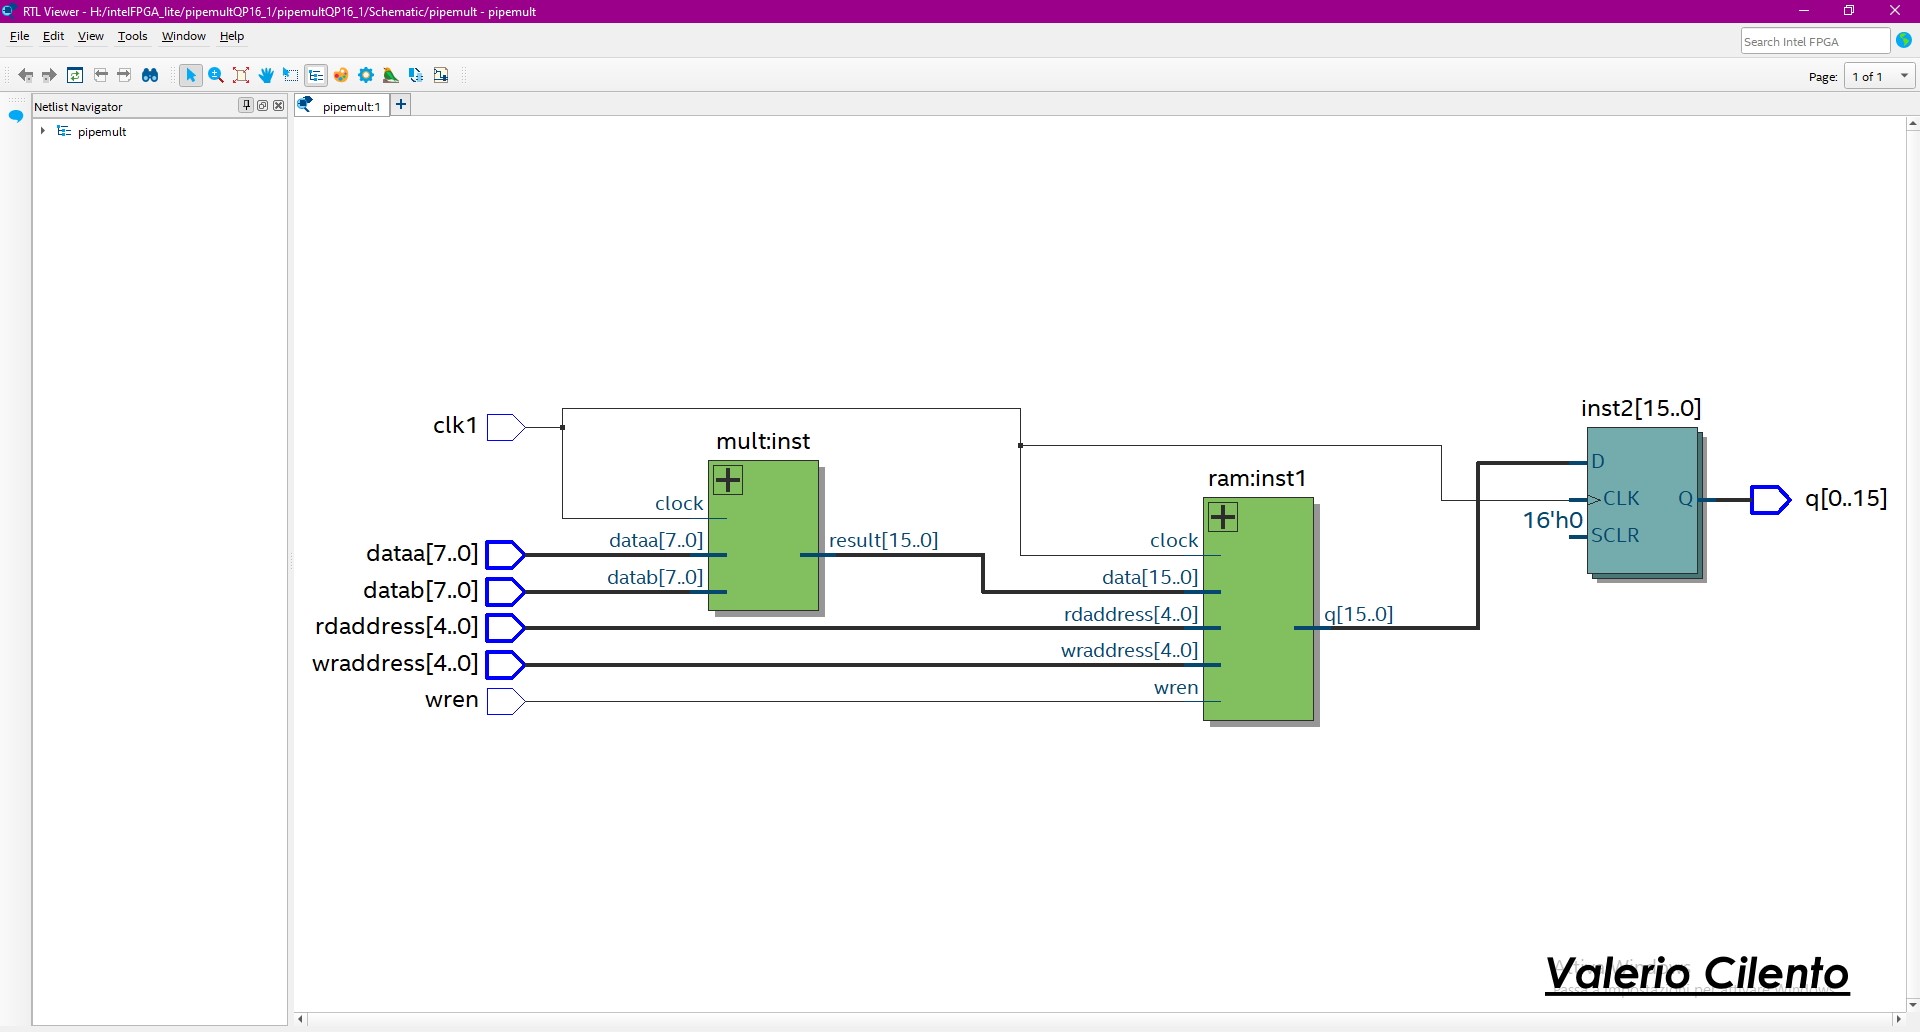 RTL Viewer - H:/intelFPGA_lite/pipemultQP16_1/pipemultQP16_1/Schematic/pipemult - pipemult
File Edit View Tools Window Help
Search Intel FPGA
Page: 1 of 1
Netlist Navigator
pipemult:1
pipemult
inst2[15..0]
clk1
mult:inst
D
ram:inst1
clock
CLK Q
q[0..15]
16'h0
SCLR
dataa[7..0]
dataa[7..0]
result[15..0]
clock
datab[7..0]
datab[7..0]
data[15..0]
rdaddress[4..0]
rdaddress[4..0]
q[15..0]
wraddress[4..0]
wraddress[4..0]
wren
wren
Valerio Cilento